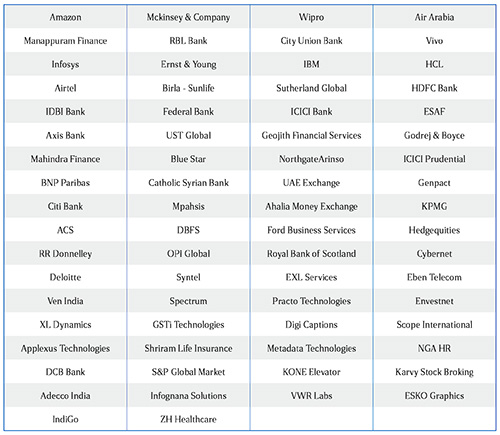 Amazon Mckinsey & Company Wipro Air Arabia
Manappuram Finance RBL Bank City Union Bank Vivo
Infosys Ernst & Young IBM HCL
Airtel Birla - Sunlife Sutherland Global HDFC Bank
IDBI Bank Federal Bank ICICI Bank ESAF
Axis Bank UST Global Geojith Financial Services Godrej & Boyce
Mahindra Finance Blue Star NorthgateArinso ICICI Prudential
BNP Paribas Catholic Syrian Bank UAE Exchange Genpact
Citi Bank Mpahsis Ahalia Money Exchange KPMG
ACS DBFS Ford Business Services Hedgequities
RR Donnelley OPI Global Royal Bank of Scotland Cybernet
Deloitte Syntel EXL Services Eben Telecom
Ven India Spectrum Practo Technologies Envestnet
XL Dynamics GSTi Technologies Digi Captions Scope International
Applexus Technologies Shriram Life Insurance Metadata Technologies NGA HR
DCB Bank S&P Global Market KONE Elevator Karvy Stock Broking
Adecco India Infognana Solutions VWR Labs ESKO Graphics
IndiGo ZH Healthcare